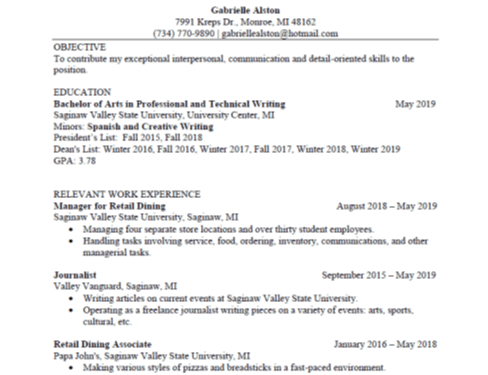 Gabrielle Alston
7991 Kreps Dr., Monroe, MI 48162
(734) 770-9890 | gabriellealston@hotmail.com
OBJECTIVE
To contribute my exceptional interpersonal, communication and detail-oriented skills to the
position.
EDUCATION
Bachelor of Arts in Professional and Technical Writing May 2019
Saginaw Valley State University, University Center, MI
Minors: Spanish and Creative Writing
President's List: Fall 2015, Fall 2018
Dean's List: Winter 2016, Fall 2016, Winter 2017, Fall 2017, Winter 2018, Winter 2018
GPA: 3.78
RELEVANT WORK EXPERIENCE
Manager for Retail Dining August 2018 – May 2019
Saginaw Valley State University, Saginaw, MI
• Managing four separate store locations and over thirty student employees.
• Handling tasks involving service, food, ordering, inventory, communications, and other
managerial tasks.
Journalist September 2015 – May 2019
Valley Vanguard, Saginaw, MI
• Writing articles on current events at Saginaw Valley State University.
• Operating as a freelance journalist writing pieces on a variety of events: arts, sports,
cultural, etc.
Retail Dining Associate January 2016 – May 2018
Papa John's, Saginaw Valley State University, MI
• Making various styles of pizzas and breadsticks in a fast-paced environment.